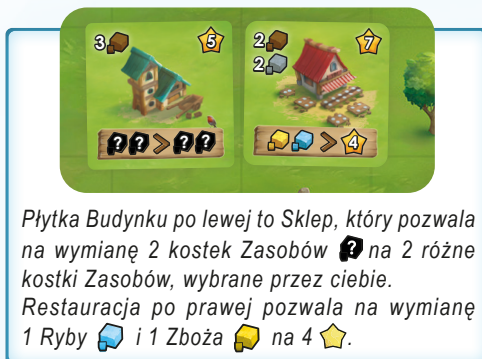 3 5 2 7
2
? ? > ? ? > 4
Płytka Budynku po lewej to Sklep, który pozwala
na wymianę 2 kostek Zasobów ? na 2 różne
kostki Zasobów, wybrane przez ciebie.
Restauracja po prawej pozwala na wymianę
1 Ryby i 1 Zboża na 4 .